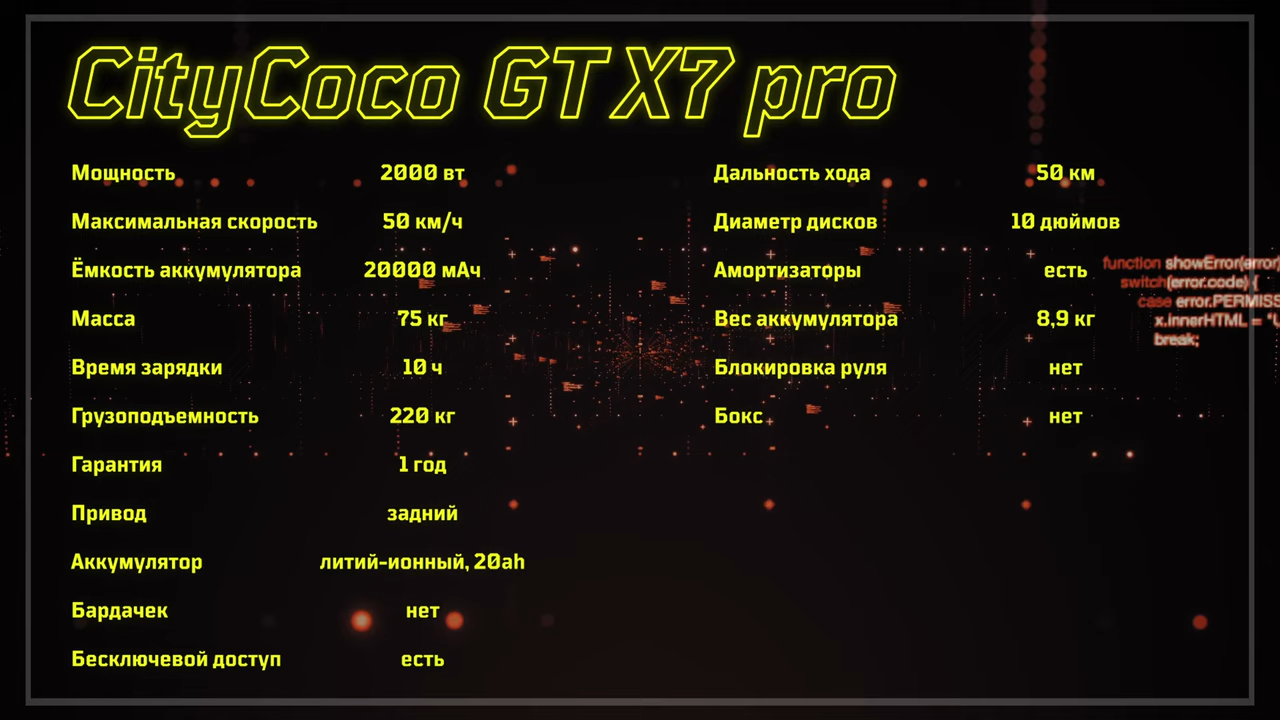 CityCoco GT X7 pro
Мощность 2000 вт
Максимальная скорость 50 км/ч
Ёмкость аккумулятора 20000 мАч
Масса 75 кг
Время зарядки 10 ч
Грузоподъемность 220 кг
Гарантия 1 год
Привод задний
Аккумулятор литий-ионный, 20ah
Бардачек нет
Бесключевой доступ есть
Дальность хода 50 км
Диаметр дисков 10 дюймов
Амортизаторы есть
Вес аккумулятора 8,9 кг
Блокировка руля нет
Бокс нет
function showError(error)
switch(error.code) {
case error.PERMISS
x.innerHTML = "U
break;